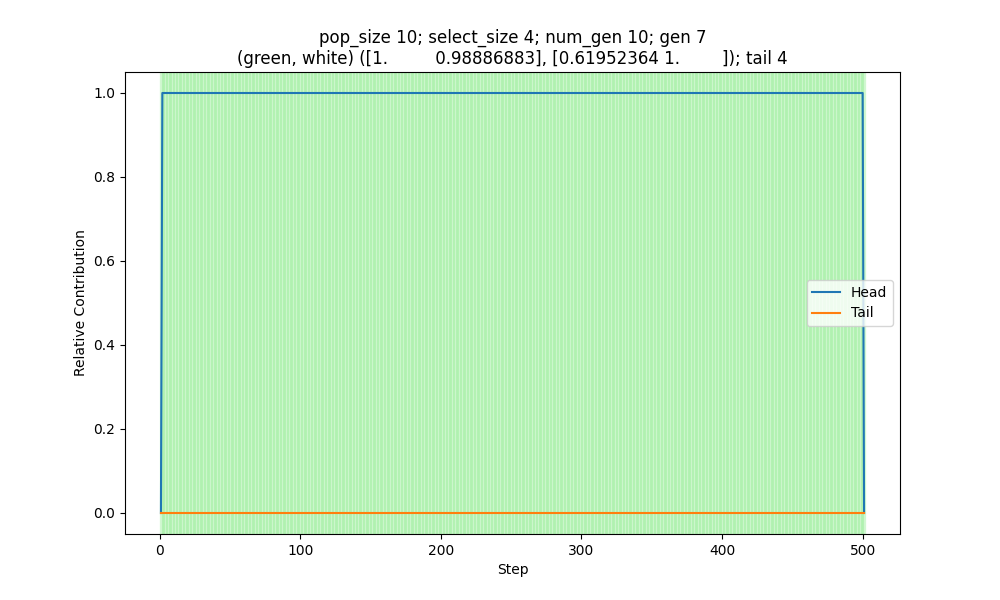 pop_size 10; select_size 4; num_gen 10; gen 7
(green, white) ([1.         0.98886883], [0.61952364 1.        ]); tail 4
1.0
0.8
0.6
0.4
0.2
0.0
Relative Contribution
Head
Tail
0
100
200
300
400
500
Step